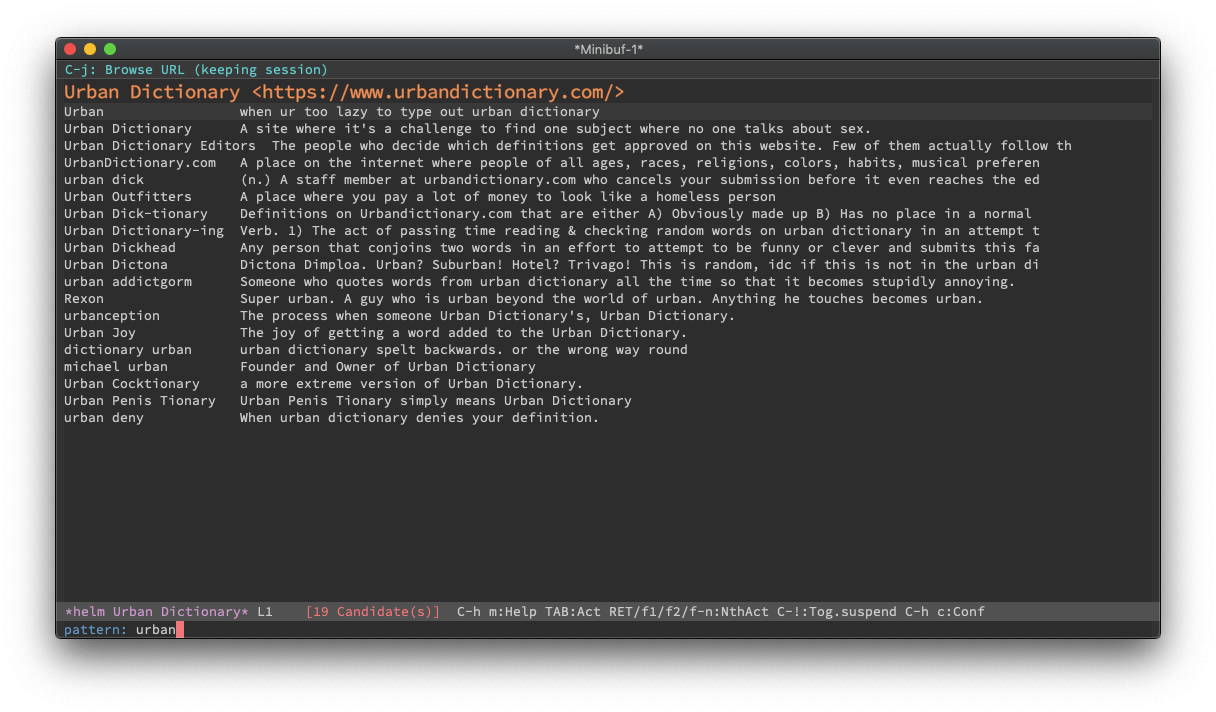 *Minibuf-1*
C-j: Browse URL (keeping session)
Urban Dictionary <https://www.urbandictionary.com/>
Urban when ur too lazy to type out urban dictionary
Urban Dictionary A site where it's a challenge to find one subject where no one talks about sex.
Urban Dictionary Editors The people who decide which definitions get approved on this website. Few of them actually follow th
UrbanDictionary.com A place on the internet where people of all ages, races, religions, colors, habits, musical preferen
urban dick (n.) A staff member at urbandictionary.com who cancels your submission before it even reaches the ed
Urban Outfitters A place where you pay a lot of money to look like a homeless person
Urban Dick-tionary Definitions on Urbandictionary.com that are either A) Obviously made up B) Has no place in a normal
Urban Dictionary-ing Verb. 1) The act of passing time reading & checking random words on urban dictionary in an attempt t
Urban Dickhead Any person that conjoins two words in an effort to attempt to be funny or clever and submits this fa
Urban Dictona Dictona Dimploa. Urban? Suburban! Hotel? Trivago! This is random, idc if this is not in the urban di
urban addictgorm Someone who quotes words from urban dictionary all the time so that it becomes stupidly annoying.
Rexon Super urban. A guy who is urban beyond the world of urban. Anything he touches becomes urban.
urbanception The process when someone Urban Dictionary's, Urban Dictionary.
Urban Joy The joy of getting a word added to the Urban Dictionary.
dictionary urban urban dictionary spelt backwards. or the wrong way round
michael urban Founder and Owner of Urban Dictionary
Urban Cocktionary a more extreme version of Urban Dictionary.
Urban Penis Tionary Urban Penis Tionary simply means Urban Dictionary
urban deny When urban dictionary denies your definition.
*helm Urban Dictionary* L1 [19 Candidate(s)] C-h m:Help TAB:Act RET/f1/f2/f-n:NthAct C-!:Tog.suspend C-h c:Conf
pattern: urban